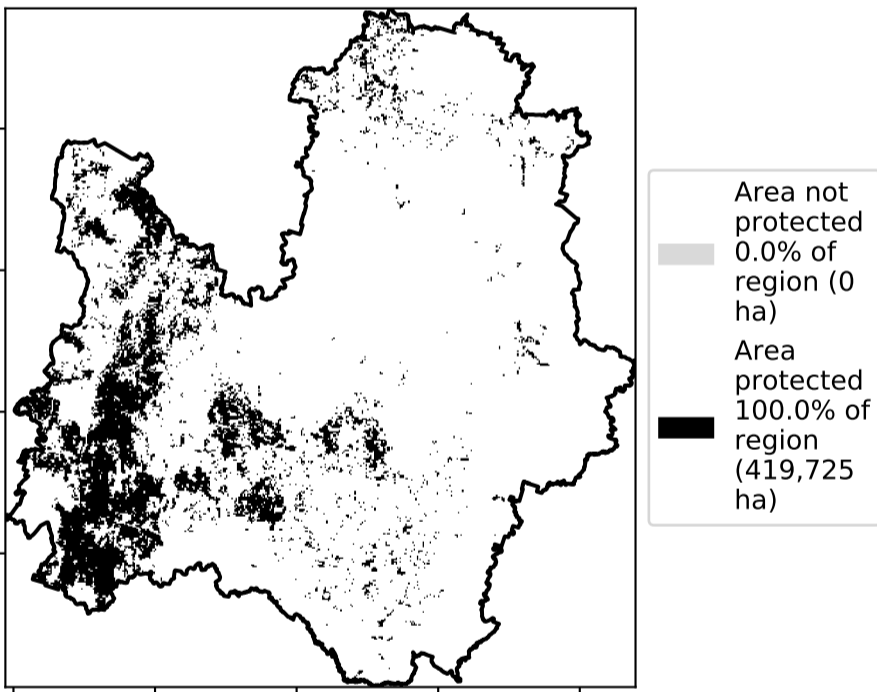 Area not
protected
0.0% of
region (0
ha)
Area
protected
100.0% of
region
(419,725
ha)